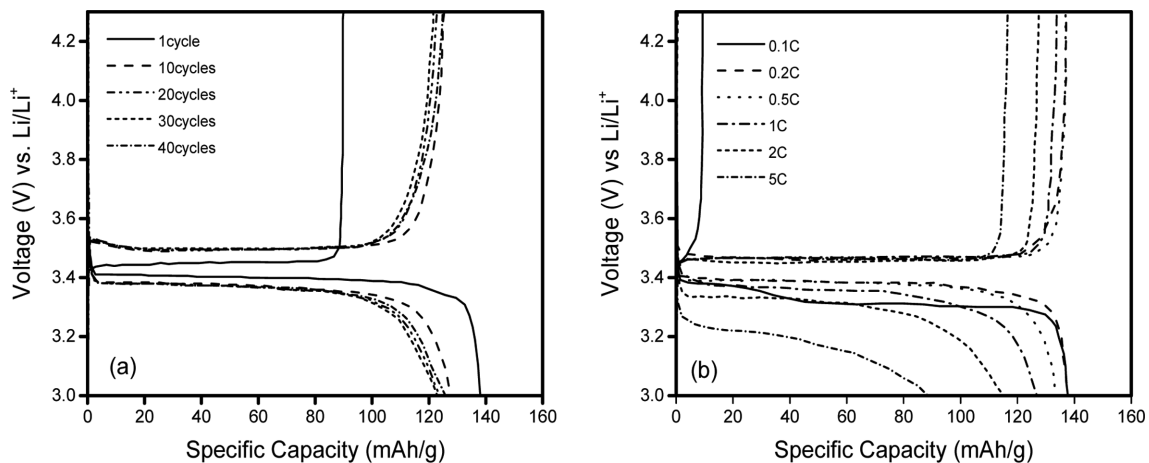 Voltage (V) vs. Li/Li+
4.2
4.0
3.8
3.6
3.4
3.2
3.0
1cycle
10cycles
20cycles
30cycles
40cycles
(a)
0 20 40 60 80 100 120 140 160
Specific Capacity (mAh/g)
Voltage (V) vs Li/Li+
4.2
4.0
3.8
3.6
3.4
3.2
3.0
0.1C
0.2C
0.5C
1C
2C
5C
(b)
0 20 40 60 80 100 120 140 160
Specific Capacity (mAh/g)